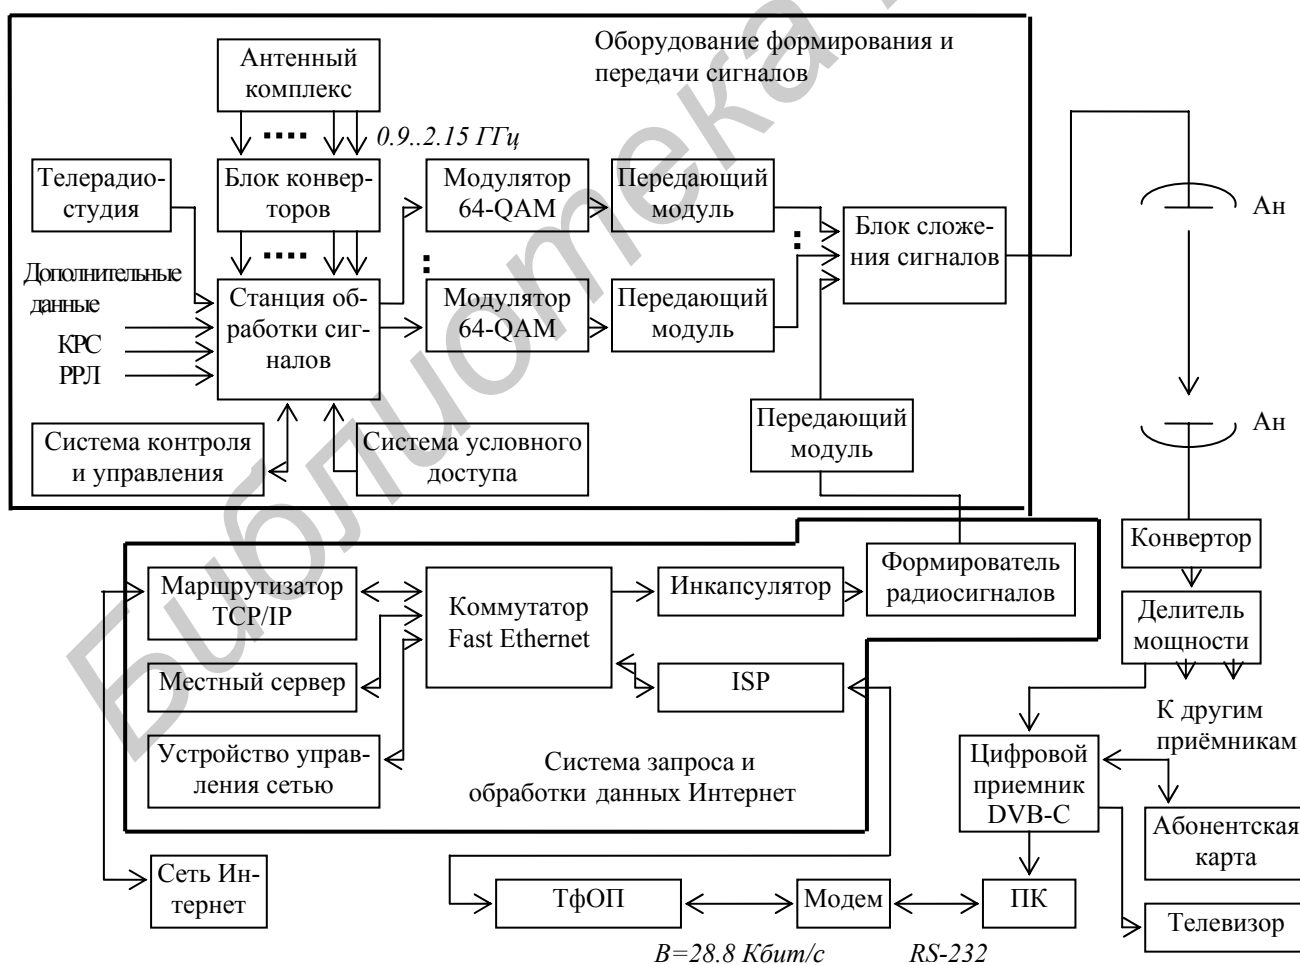 Оборудование формирования и
передачи сигналов
Антенный
комплекс
0.9..2.15 ГГц
Телерадио-
студия
Блок конвер-
торов
Модулятор
64-QAM
Передающий
модуль
Блок сложе-
ния сигналов
Ан
Дополнительные
данные
КРС
РРЛ
Станция об-
работки сиг-
налов
Модулятор
64-QAM
Передающий
модуль
Система контроля
и управления
Система условного
доступа
Передающий
модуль
Ан
Конвертор
Делитель
мощности
К другим
приёмникам
Маршрутизатор
TCP/IP
Коммутатор
Fast Ethernet
Инкапсулятор
Формирователь
радиосигналов
Местный сервер
ISP
Устройство управ-
ления сетью
Система запроса и
обработки данных Интернет
Цифровой
приемник
DVB-C
Абонентская
карта
Сеть Ин-
тернет
ТфОП
Модем
ПК
Телевизор
B=28.8 Кбит/с
RS-232
Библиотека